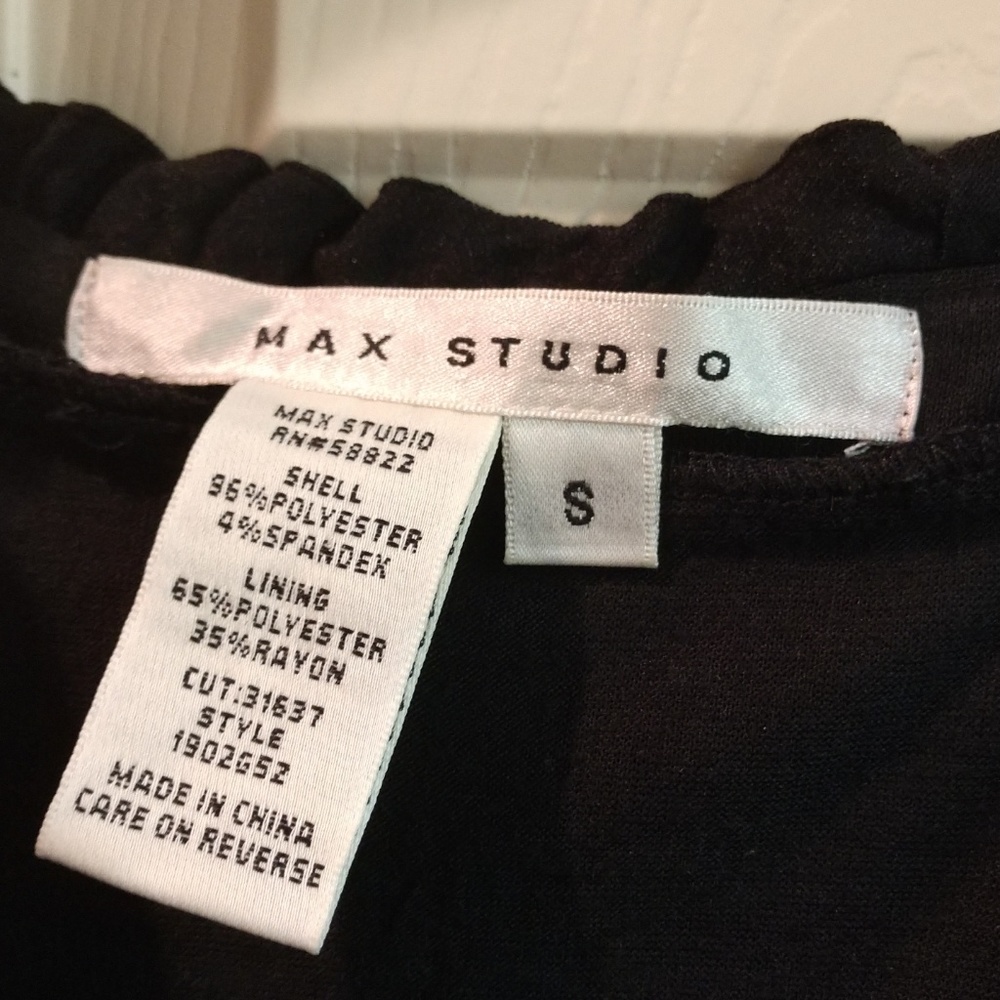 MAX STUDIO
MAX STUDIO
RN#58822
SHELL
96%POLYESTER
4%SPANDEX
LINING
65%POLYESTER
35%RAYON
CUT:31637
STYLE
1902G52
MADE IN CHINA
CARE ON REVERSE
S